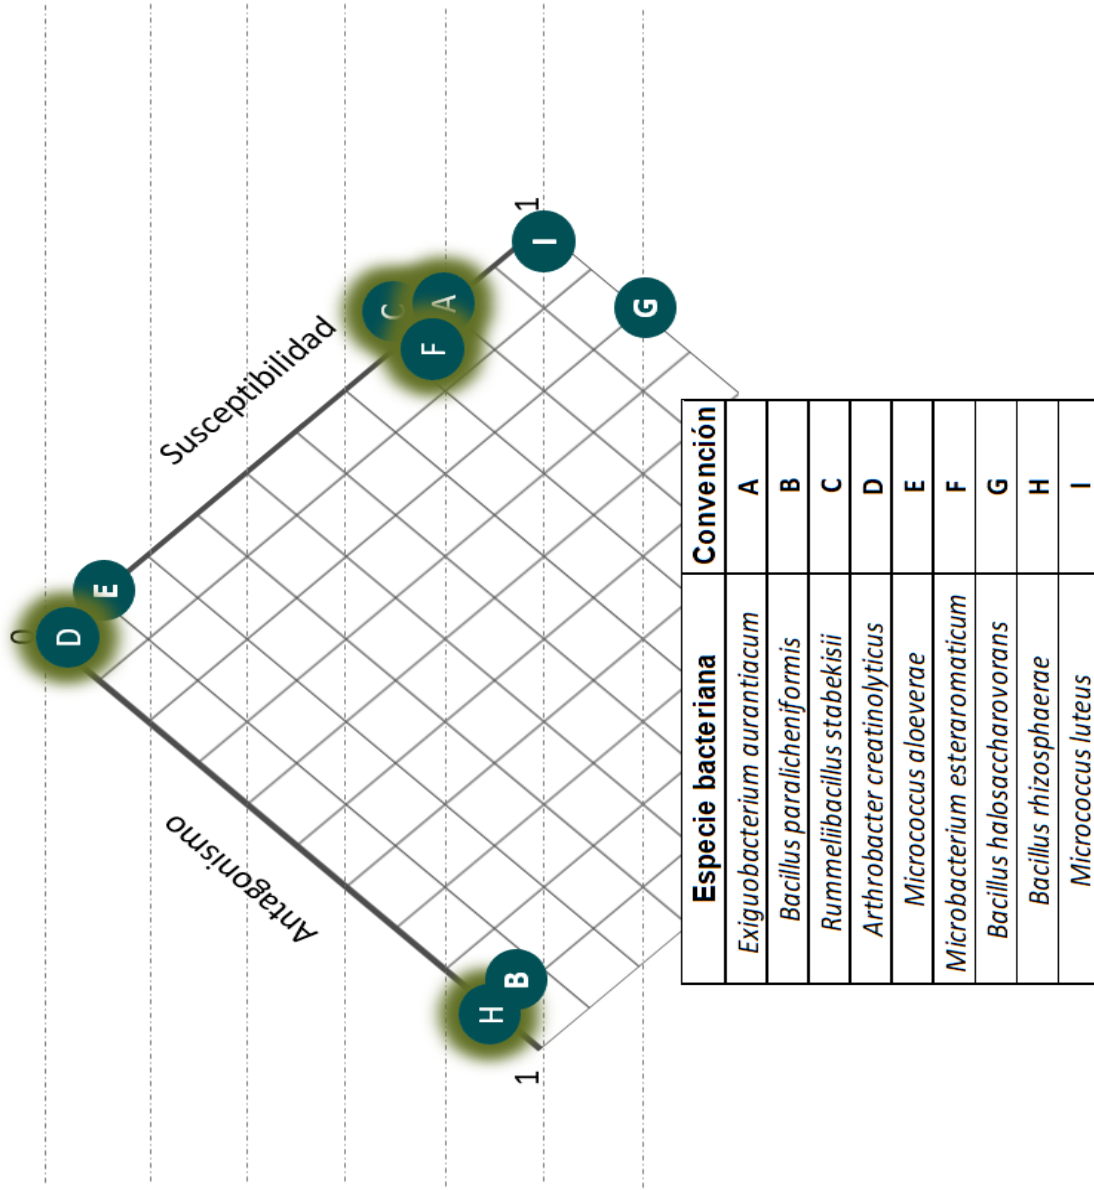 0
Susceptibilidad
Antagonismo
1
1
D
E
C
A
F
I
G
H
B
Especie bacteriana Convención
Exiguobacterium aurantiacum A
Bacillus paralicheniformis B
Rummeliibacillus stabekisii C
Arthrobacter creatinolyticus D
Micrococcus aloeverae E
Microbacterium esteraromaticum F
Bacillus halosaccharovorans G
Bacillus rhizosphaerae H
Micrococcus luteus I